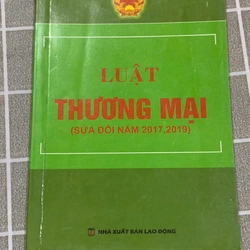 LUẬT
THƯƠNG MẠI
(SỬA ĐỔI NĂM 2017,2019)
NHÀ XUẤT BẢN LAO ĐỘNG